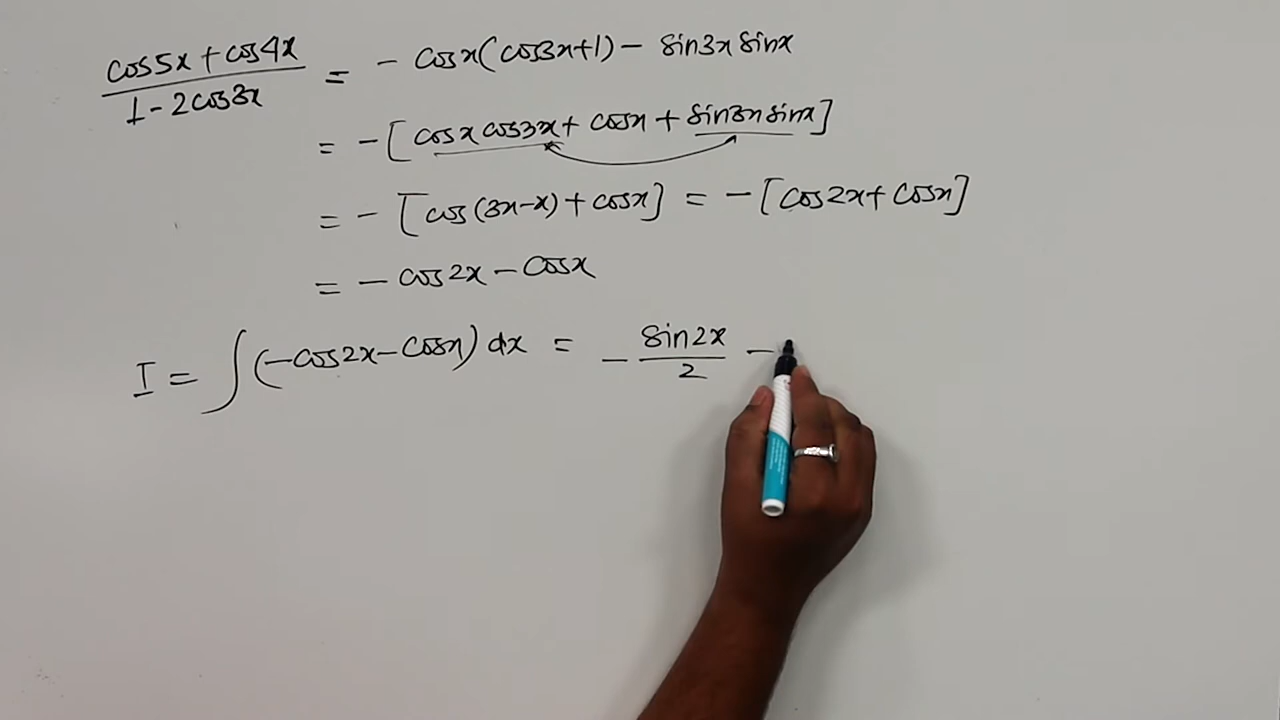 (cos5x + cos4x)/(1 - 2cos3x) = - cosx(cos3x+1) - sin3x sinx
= -[cosx cos3x + cosx + sin3x sinx]
= -[cos(3x-x) + cosx] = -[cos2x + cosx]
= - cos2x - cosx
I = ∫(-cos2x - cosx) dx = - sin2x/2 -